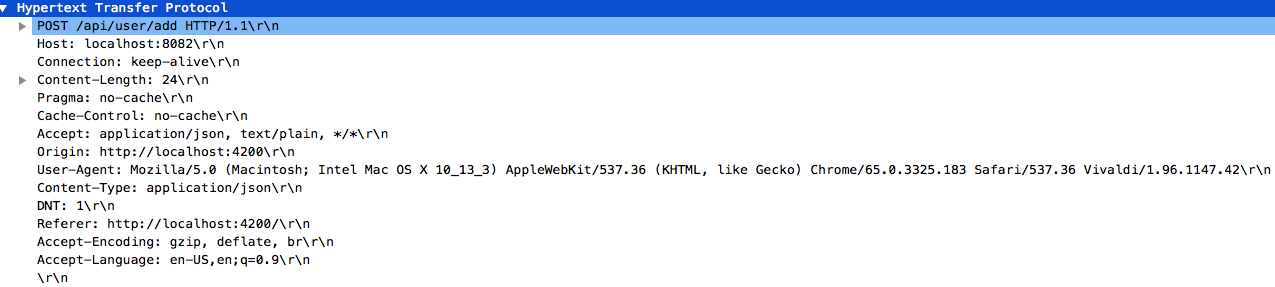 Hypertext Transfer Protocol
POST /api/user/add HTTP/1.1\r\n
Host: localhost:8082\r\n
Connection: keep-alive\r\n
Content-Length: 24\r\n
Pragma: no-cache\r\n
Cache-Control: no-cache\r\n
Accept: application/json, text/plain, */*\r\n
Origin: http://localhost:4200\r\n
User-Agent: Mozilla/5.0 (Macintosh; Intel Mac OS X 10_13_3) AppleWebKit/537.36 (KHTML, like Gecko) Chrome/65.0.3325.183 Safari/537.36 Vivaldi/1.96.1147.42\r\n
Content-Type: application/json\r\n
DNT: 1\r\n
Referer: http://localhost:4200/\r\n
Accept-Encoding: gzip, deflate, br\r\n
Accept-Language: en-US,en;q=0.9\r\n
\r\n